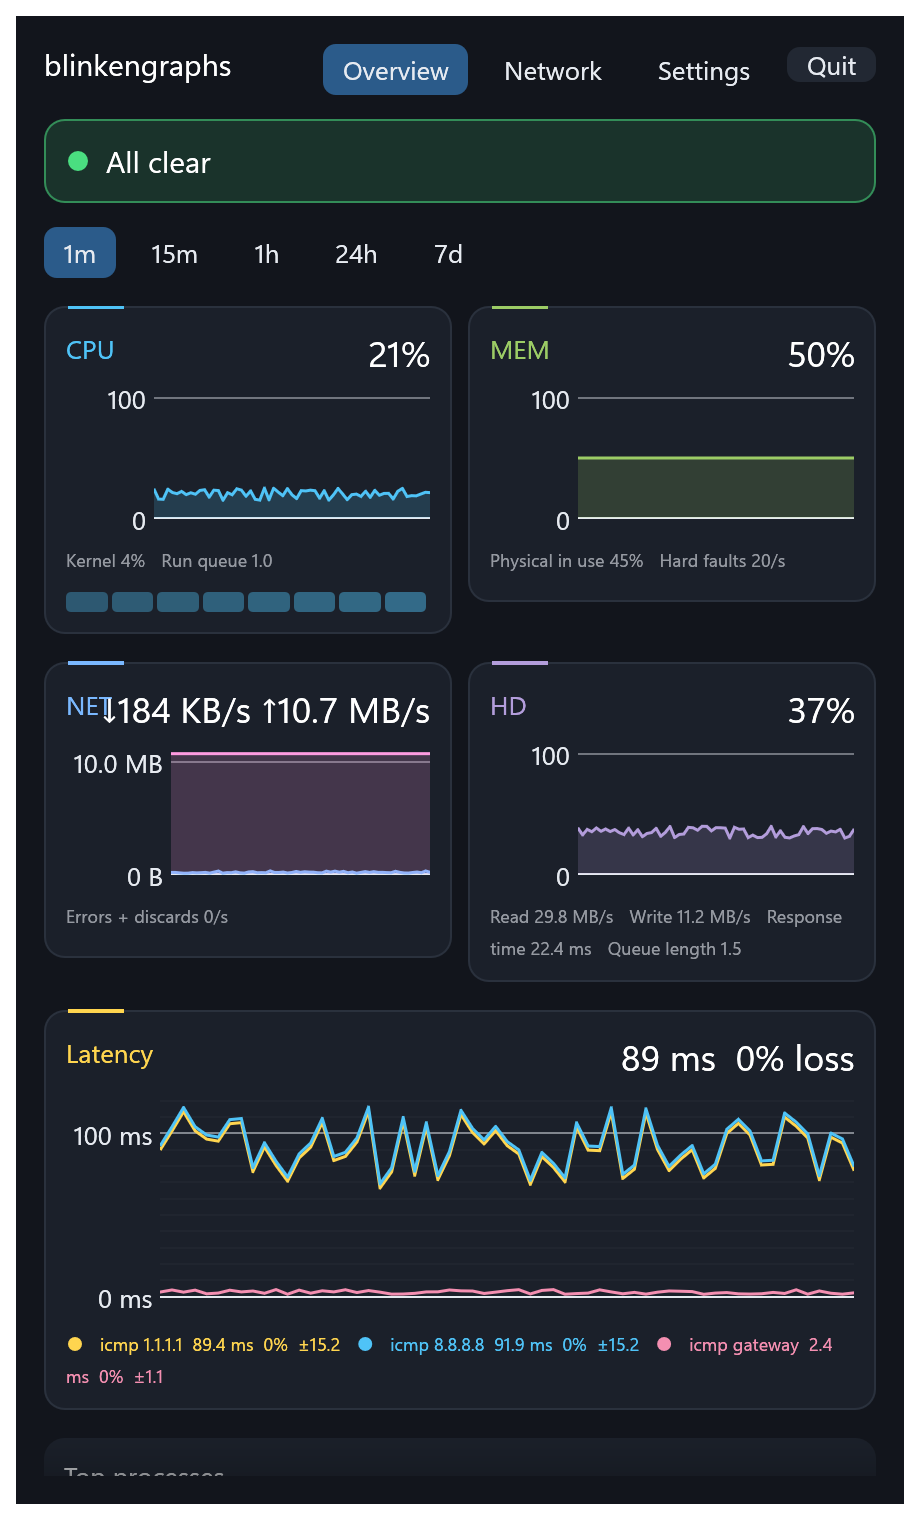 blinkengraphs Overview Network Settings Quit
All clear
1m 15m 1h 24h 7d
CPU 21%
100
0
Kernel 4% Run queue 1.0
MEM 50%
100
0
Physical in use 45% Hard faults 20/s
NET ↓184 KB/s ↑10.7 MB/s
10.0 MB
0 B
Errors + discards 0/s
HD 37%
100
0
Read 29.8 MB/s Write 11.2 MB/s Response
time 22.4 ms Queue length 1.5
Latency 89 ms 0% loss
100 ms
0 ms
icmp 1.1.1.1 89.4 ms 0% ±15.2 icmp 8.8.8.8 91.9 ms 0% ±15.2 icmp gateway 2.4
ms 0% ±1.1
Top processes